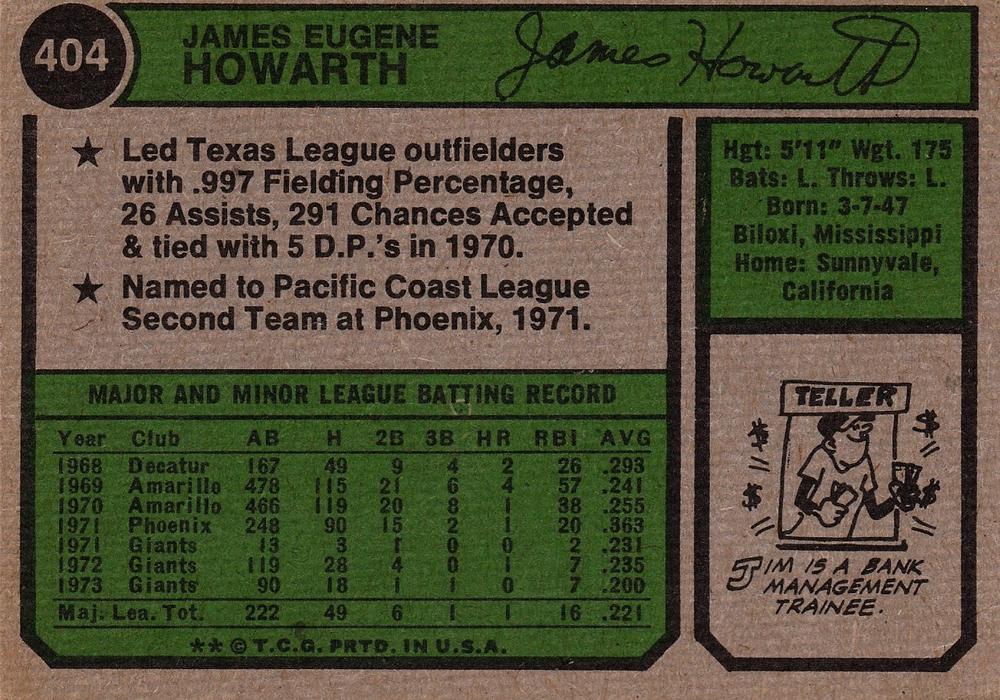 404
JAMES EUGENE
HOWARTH
James Howarth
★ Led Texas League outfielders
with .997 Fielding Percentage,
26 Assists, 291 Chances Accepted
& tied with 5 D.P.'s in 1970.
★ Named to Pacific Coast League
Second Team at Phoenix, 1971.
MAJOR AND MINOR LEAGUE BATTING RECORD
Year Club AB H 2B 3B HR RBI AVG
1968 Decatur 167 49 9 4 2 26 .293
1969 Amarillo 478 115 21 6 4 57 .241
1970 Amarillo 466 119 20 8 1 38 .255
1971 Phoenix 248 90 15 2 1 20 .363
1971 Giants 13 3 1 0 0 2 .231
1972 Giants 119 28 4 0 1 7 .235
1973 Giants 90 18 1 1 0 7 .200
Maj. Lea. Tot. 222 49 6 1 1 16 .221
** © T.C.G. PRTD. IN U.S.A.
Hgt: 5'11" Wgt. 175
Bats: L. Throws: L.
Born: 3-7-47
Biloxi, Mississippi
Home: Sunnyvale,
California
TELLER
$ $
$ $
JIM IS A BANK
MANAGEMENT
TRAINEE.